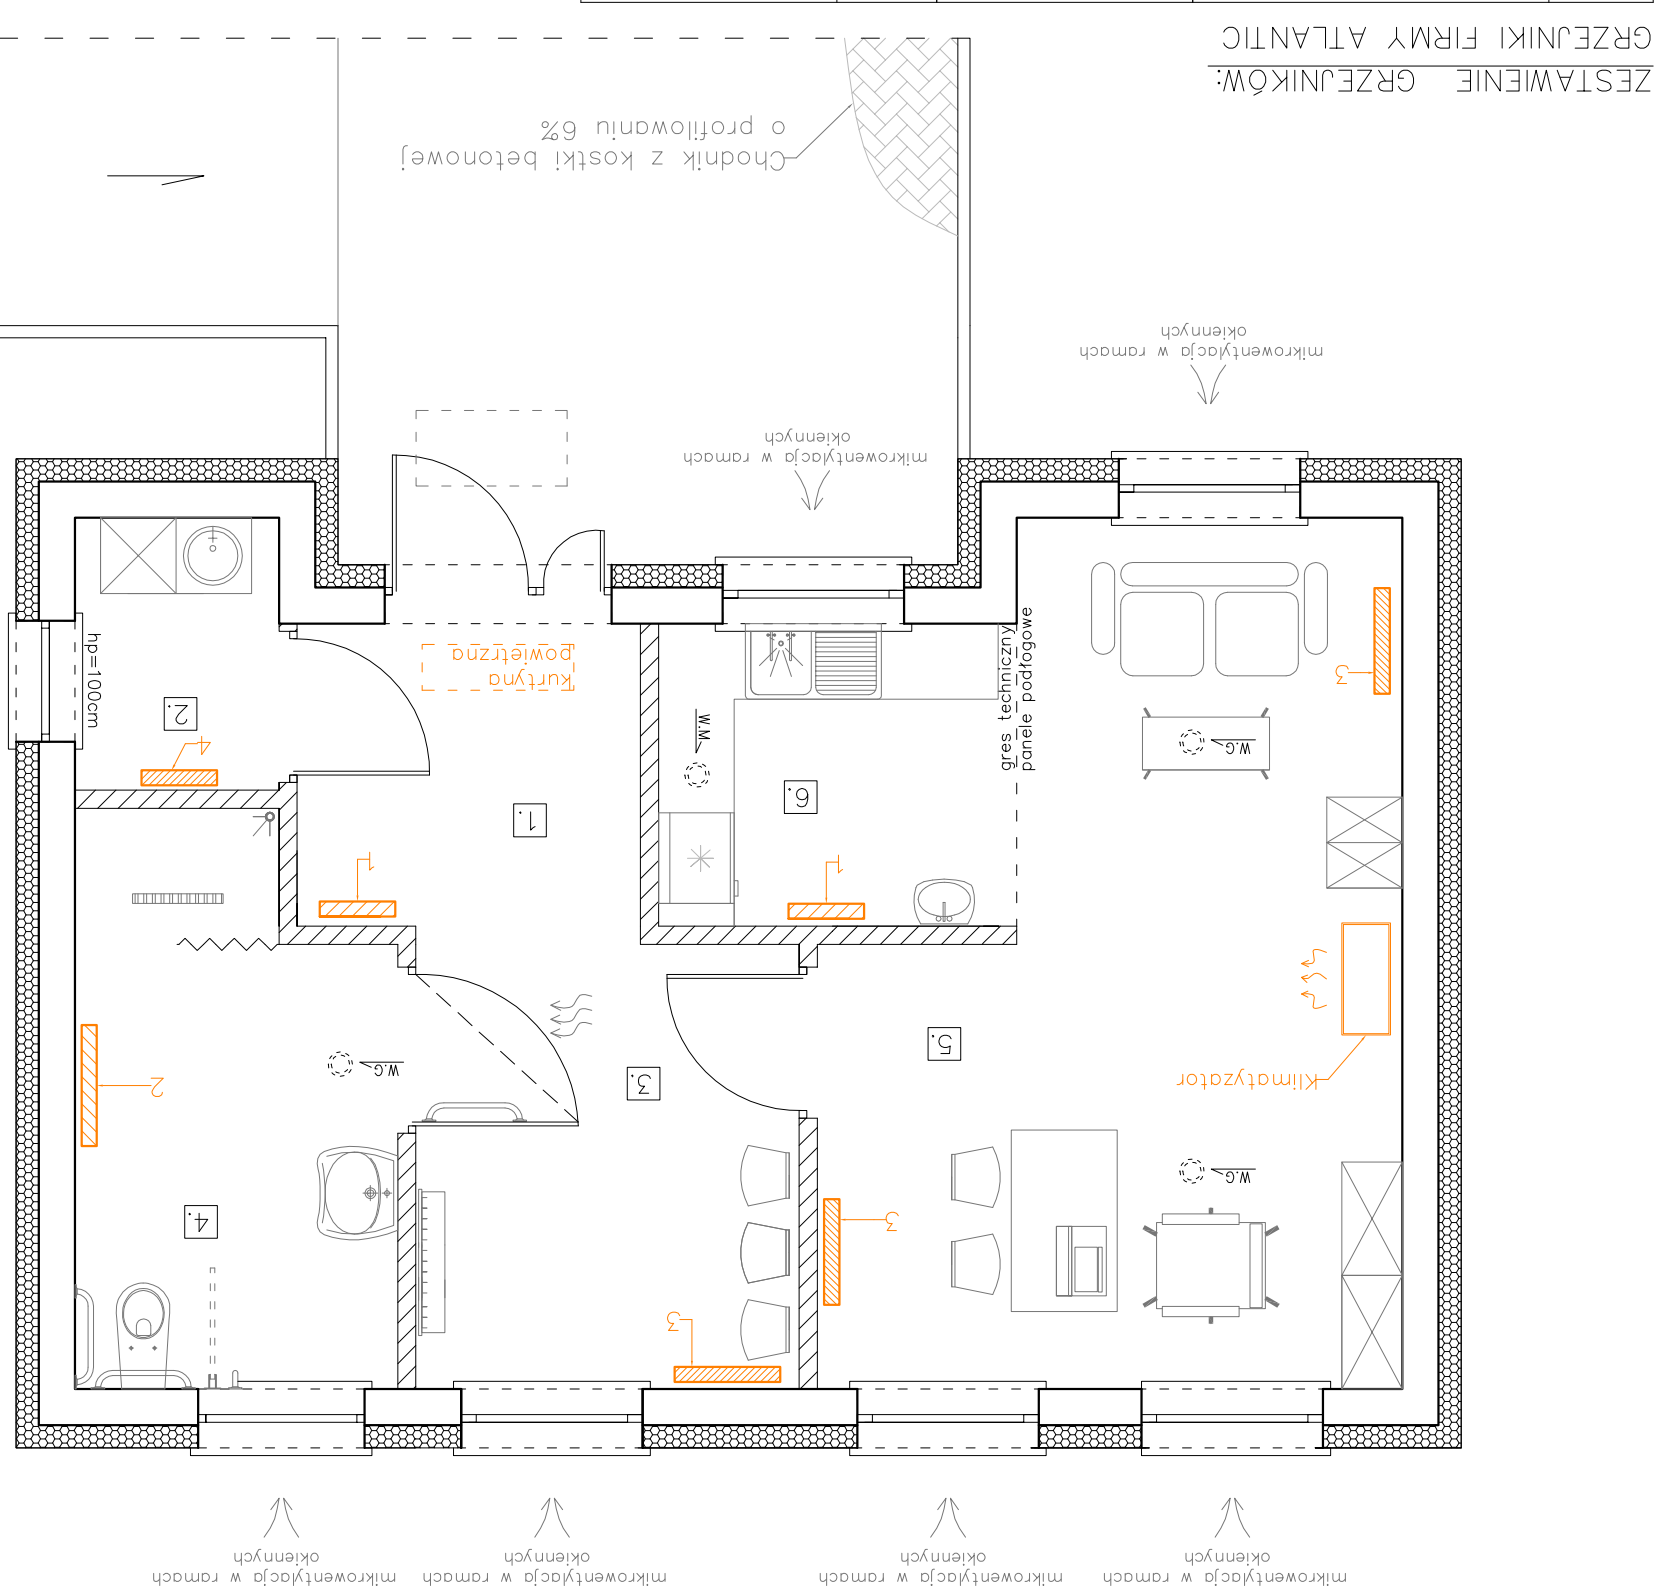 mikrowentylacja w ramach
okiennych
mikrowentylacja w ramach
okiennych
mikrowentylacja w ramach
okiennych
mikrowentylacja w ramach
okiennych
3
3
4.
W.G
Klimatyzator
2
3.
W.G
5.
1
1
1.
6.
W.G
W.M
4
2.
3
panele podłogowe
gres techniczny
kurtyna
powietrzna
hp=100cm
mikrowentylacja w ramach
okiennych
mikrowentylacja w ramach
okiennych
Chodnik z kostki betonowej
o profilowaniu 6%
ZESTAWIENIE GRZEJNIKÓW:
GRZEJNIKI FIRMY ATLANTIC